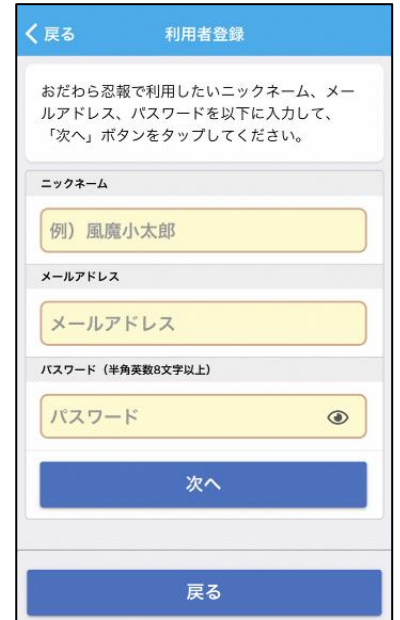 戻る
利用者登録
おだわら忍報で利用したいニックネーム、メー
ルアドレス、パスワードを以下に入力して、
「次へ」ボタンをタップしてください。
ニックネーム
例）風魔小太郎
メールアドレス
メールアドレス
パスワード（半角英数8文字以上）
パスワード
次へ
戻る